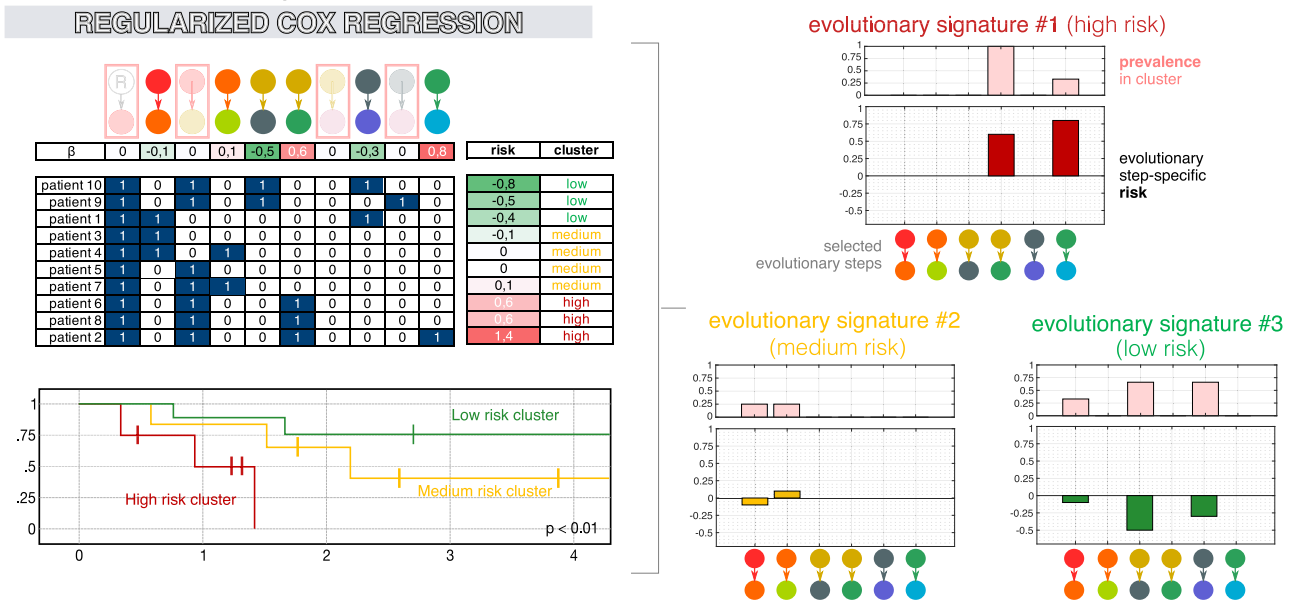 REGULARIZED COX REGRESSION
R
β 0 -0,1 0 0,1 -0,5 0,6 0 -0,3 0 0,8 risk cluster
patient 10 1 0 1 0 1 0 0 1 0 0 -0,8 low
patient 9 1 0 1 0 1 0 0 0 1 0 -0,5 low
patient 1 1 1 0 0 0 0 0 1 0 0 -0,4 low
patient 3 1 1 0 0 0 0 0 0 0 0 -0,1 medium
patient 4 1 1 0 1 0 0 0 0 0 0 0 medium
patient 5 1 0 1 0 0 0 0 0 0 0 0 medium
patient 7 1 0 1 1 0 0 0 0 0 0 0,1 medium
patient 6 1 0 1 0 0 1 0 0 0 0 0,6 high
patient 8 1 0 1 0 0 1 0 0 0 0 0,6 high
patient 2 1 0 1 0 0 1 0 0 0 1 1,4 high
1
.75
.5
.25
0
Low risk cluster
Medium risk cluster
High risk cluster
p < 0.01
0 1 2 3 4
evolutionary signature #1 (high risk)
1
0.75
0.5
0.25
0
prevalence
in cluster
1
0.75
0.5
0.25
0
-0.25
-0.5
evolutionary
step-specific
risk
selected
evolutionary steps
evolutionary signature #2
(medium risk)
1
0.75
0.5
0.25
0
1
0.75
0.5
0.25
0
-0.25
-0.5
evolutionary signature #3
(low risk)
1
0.75
0.5
0.25
0
1
0.75
0.5
0.25
0
-0.25
-0.5